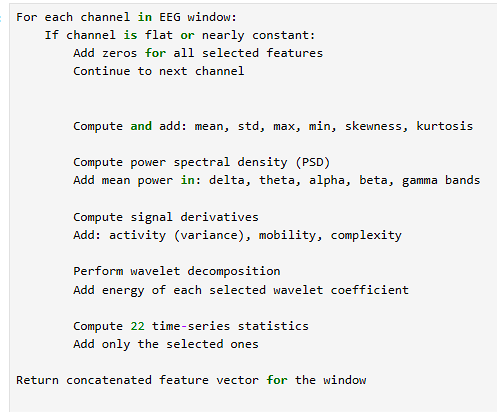 For each channel in EEG window:
If channel is flat or nearly constant:
Add zeros for all selected features
Continue to next channel
Compute and add: mean, std, max, min, skewness, kurtosis
Compute power spectral density (PSD)
Add mean power in: delta, theta, alpha, beta, gamma bands
Compute signal derivatives
Add: activity (variance), mobility, complexity
Perform wavelet decomposition
Add energy of each selected wavelet coefficient
Compute 22 time-series statistics
Add only the selected ones
Return concatenated feature vector for the window